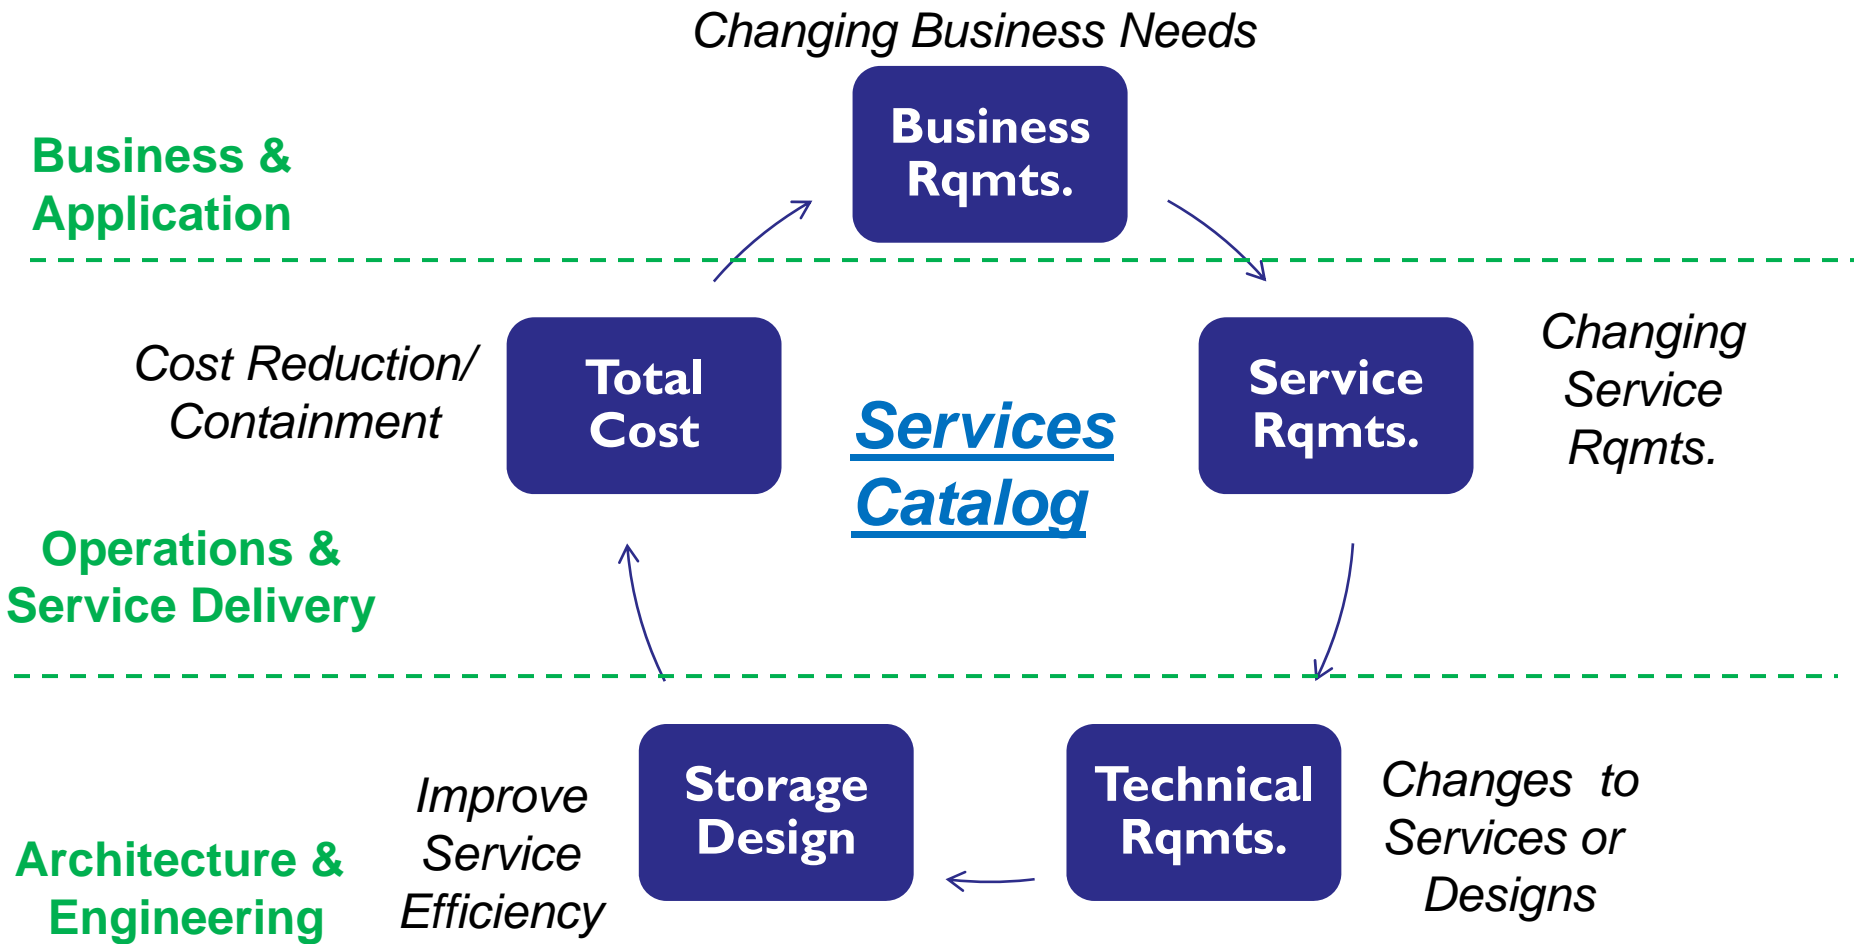 Changing Business Needs
Business
Rqmts.
Business &
Application
Cost Reduction/
Containment
Total
Cost
Services
Catalog
Service
Rqmts.
Changing
Service
Rqmts.
Operations &
Service Delivery
Architecture &
Engineering
Improve
Service
Efficiency
Storage
Design
Technical
Rqmts.
Changes  to
Services or
Designs